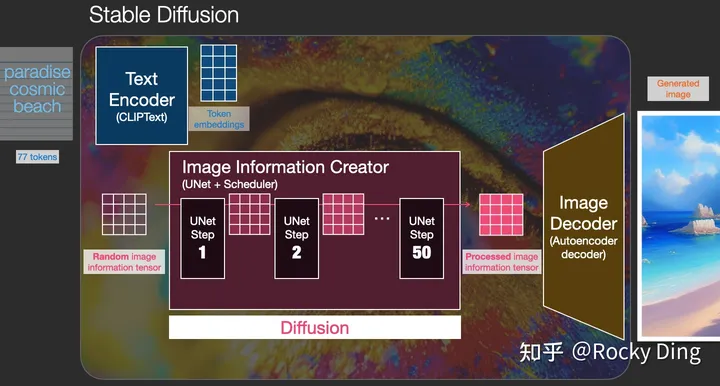 Stable Diffusion
paradise
cosmic
beach
77 tokens
Text
Encoder
(CLIPText)
Token
embeddings
Image Information Creator
(UNet + Scheduler)
Random image
information tensor
UNet
Step
1
UNet
Step
2
...
UNet
Step
50
Processed image
information tensor
Diffusion
Image
Decoder
(Autoencoder
decoder)
Generated
image
知乎 @Rocky Ding